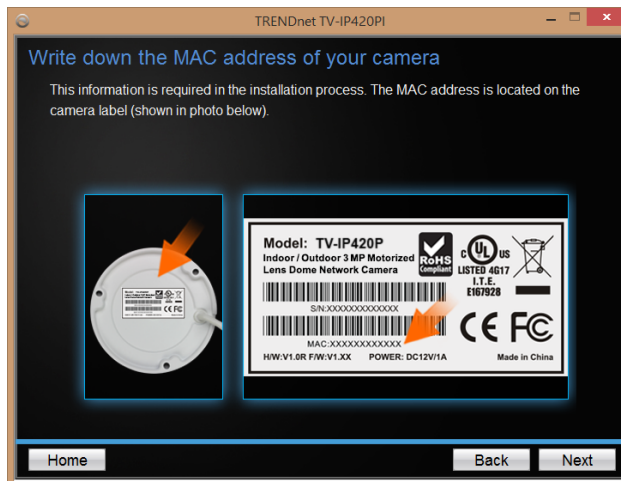 TRENDnet TV-IP420PI
Write down the MAC address of your camera
This information is required in the installation process. The MAC address is located on the
camera label (shown in photo below).
Model: TV-IP420P
Indoor / Outdoor 3 MP Motorized
Lens Dome Network Camera
RoHS
Compliant
C UL US
LISTED 4G17
I.T.E.
E167928
S/N:XXXXXXXXXXXXX
MAC:XXXXXXXXXXXX
CE FC
H/W:V1.0R F/W:V1.XX POWER: DC12V/1A Made in China
Home Back Next